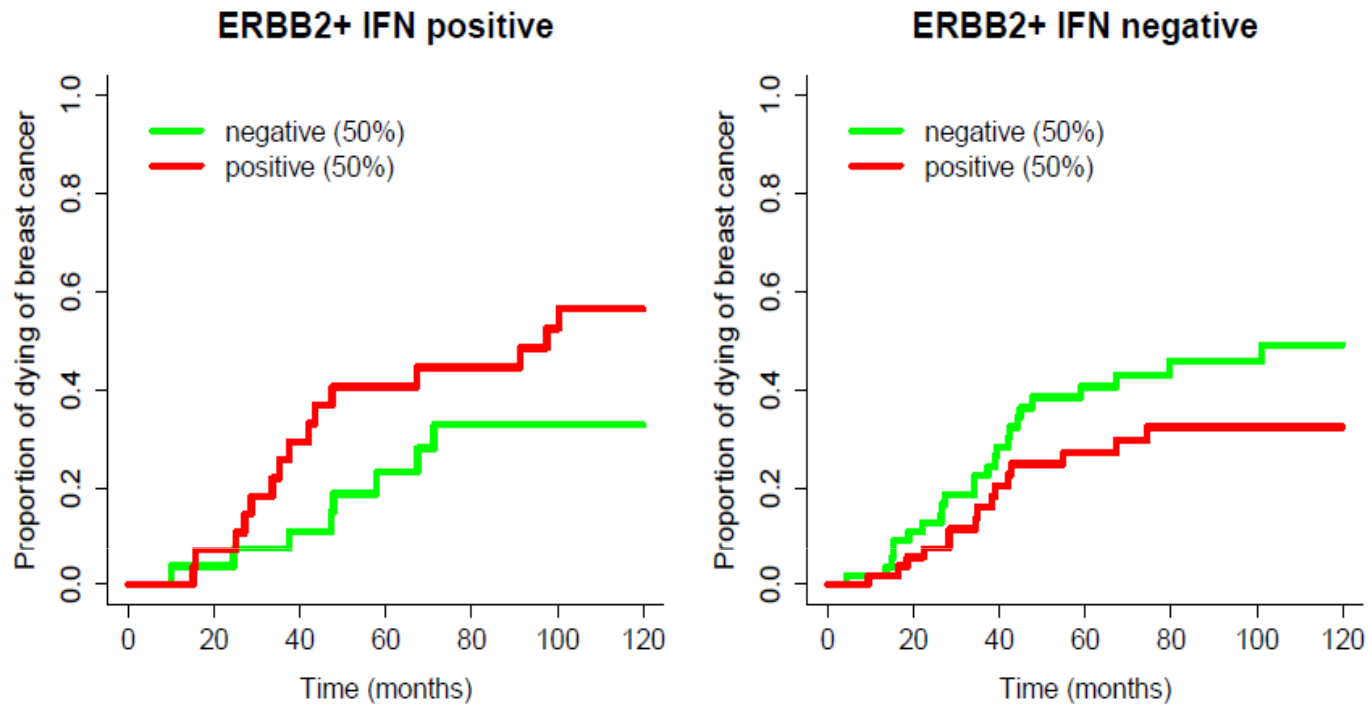 ERBB2+ IFN positive
Proportion of dying of breast cancer
1.0
0.8
0.6
0.4
0.2
0.0
negative (50%)
positive (50%)
0 20 40 60 80 100 120
Time (months)
ERBB2+ IFN negative
Proportion of dying of breast cancer
1.0
0.8
0.6
0.4
0.2
0.0
negative (50%)
positive (50%)
0 20 40 60 80 100 120
Time (months)